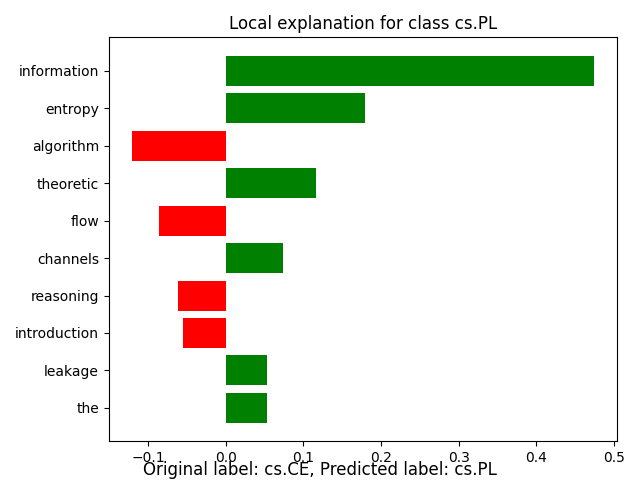 Local explanation for class cs.PL
information
entropy
algorithm
theoretic
flow
channels
reasoning
introduction
leakage
the
−0.1 0.0 0.1 0.2 0.3 0.4 0.5
Original label: cs.CE, Predicted label: cs.PL